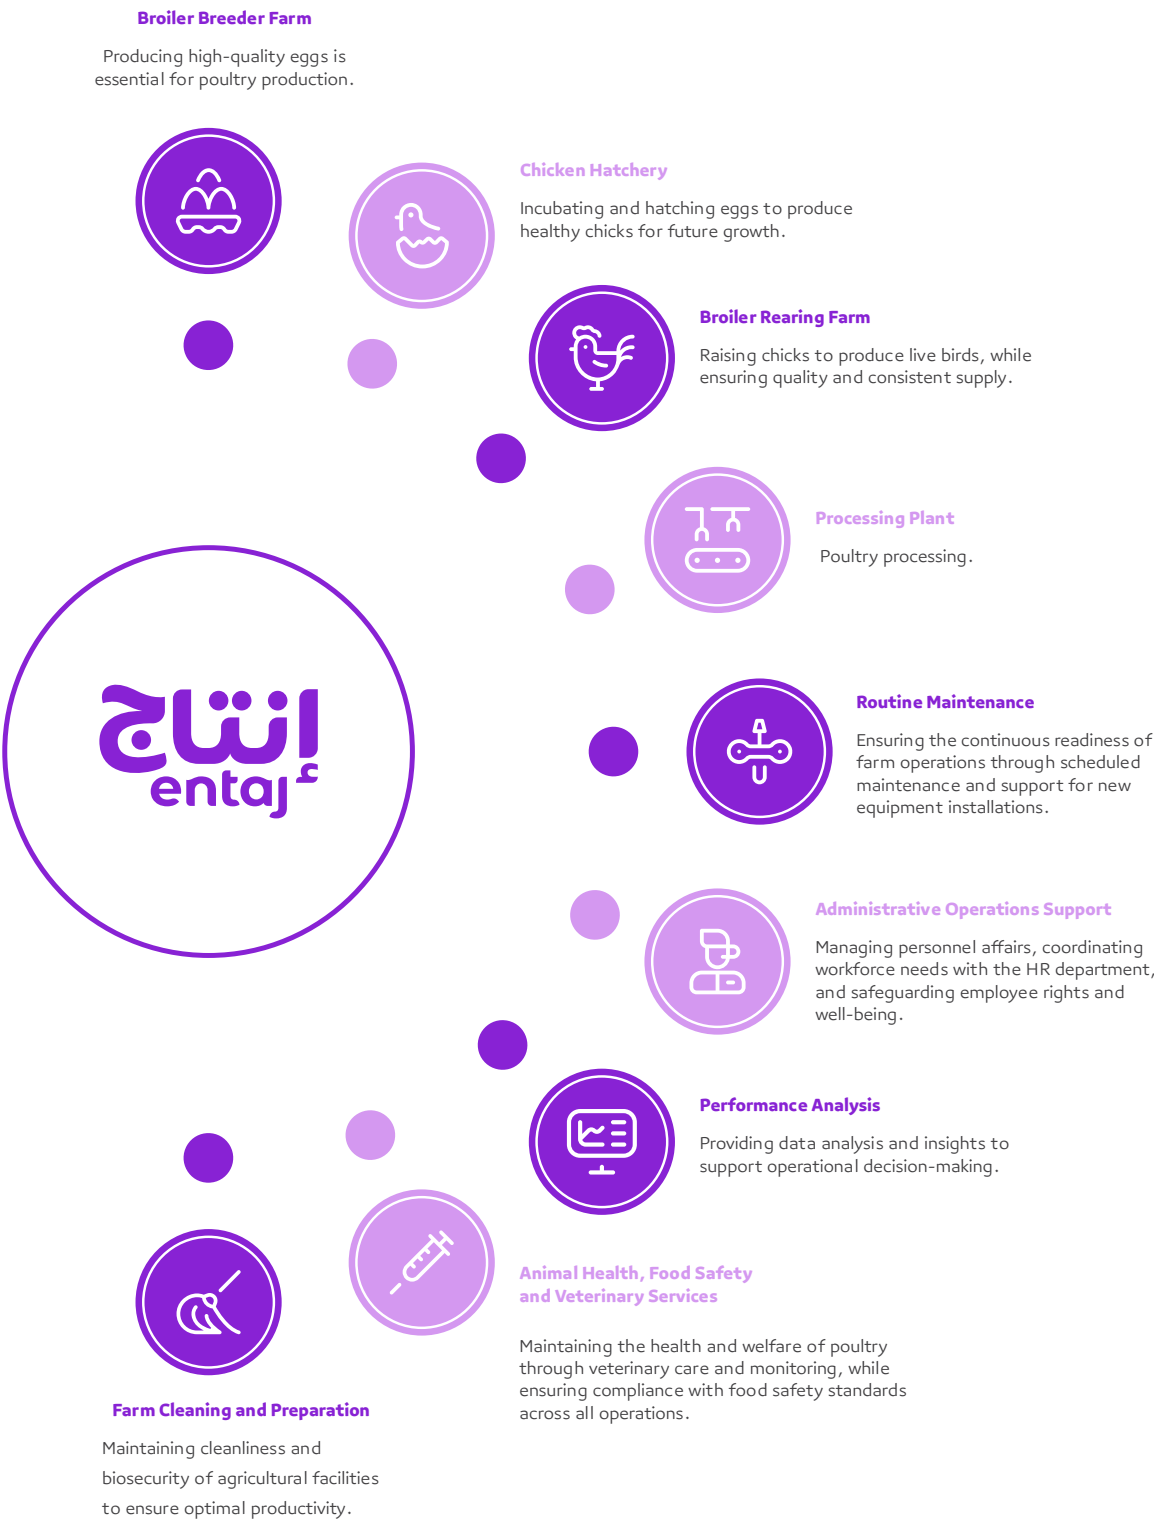 Broiler Breeder Farm
Producing high-quality eggs is
essential for poultry production.
Chicken Hatchery
Incubating and hatching eggs to produce
healthy chicks for future growth.
Broiler Rearing Farm
Raising chicks to produce live birds, while
ensuring quality and consistent supply.
Processing Plant
Poultry processing.
إنتاج
entaj
Routine Maintenance
Ensuring the continuous readiness of
farm operations through scheduled
maintenance and support for new
equipment installations.
Administrative Operations Support
Managing personnel affairs, coordinating
workforce needs with the HR department,
and safeguarding employee rights and
well-being.
Performance Analysis
Providing data analysis and insights to
support operational decision-making.
Animal Health, Food Safety
and Veterinary Services
Maintaining the health and welfare of poultry
through veterinary care and monitoring, while
ensuring compliance with food safety standards
across all operations.
Farm Cleaning and Preparation
Maintaining cleanliness and
biosecurity of agricultural facilities
to ensure optimal productivity.